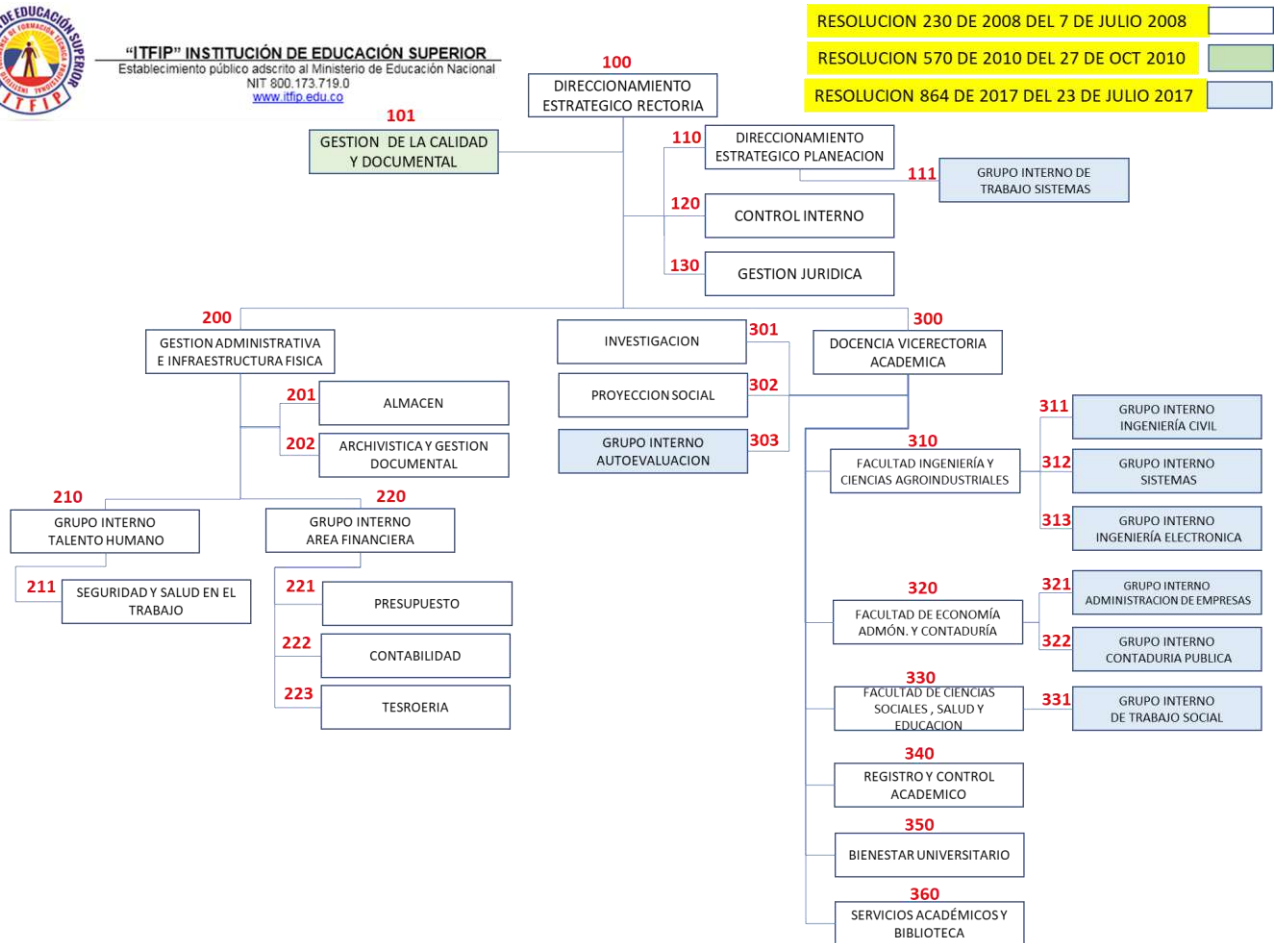 DE EDUCACIÓN SUPERIOR
ITFIP
“ITFIP” INSTITUCIÓN DE EDUCACIÓN SUPERIOR
Establecimiento público adscrito al Ministerio de Educación Nacional
NIT 800.173.719.0
www.itfip.edu.co
RESOLUCION 230 DE 2008 DEL 7 DE JULIO 2008
RESOLUCION 570 DE 2010 DEL 27 DE OCT 2010
RESOLUCION 864 DE 2017 DEL 23 DE JULIO 2017
100
DIRECCIONAMIENTO
ESTRATEGICO RECTORIA
101
GESTION DE LA CALIDAD
Y DOCUMENTAL
110
DIRECCIONAMIENTO
ESTRATEGICO PLANEACION
111
GRUPO INTERNO DE
TRABAJO SISTEMAS
120
CONTROL INTERNO
130
GESTION JURIDICA
200
GESTION ADMINISTRATIVA
E INFRAESTRUCTURA FISICA
201
ALMACEN
202
ARCHIVISTICA Y GESTION
DOCUMENTAL
210
GRUPO INTERNO
TALENTO HUMANO
211
SEGURIDAD Y SALUD EN EL
TRABAJO
220
GRUPO INTERNO
AREA FINANCIERA
221
PRESUPUESTO
222
CONTABILIDAD
223
TESROERIA
300
DOCENCIA VICERECTORIA
ACADEMICA
301
INVESTIGACION
302
PROYECCION SOCIAL
303
GRUPO INTERNO
AUTOEVALUACION
310
FACULTAD INGENIERÍA Y
CIENCIAS AGROINDUSTRIALES
311
GRUPO INTERNO
INGENIERÍA CIVIL
312
GRUPO INTERNO
SISTEMAS
313
GRUPO INTERNO
INGENIERÍA ELECTRONICA
320
FACULTAD DE ECONOMÍA
ADMÓN. Y CONTADURÍA
321
GRUPO INTERNO
ADMINISTRACION DE EMPRESAS
322
GRUPO INTERNO
CONTADURIA PUBLICA
330
FACULTAD DE CIENCIAS
SOCIALES , SALUD Y
EDUCACION
331
GRUPO INTERNO
DE TRABAJO SOCIAL
340
REGISTRO Y CONTROL
ACADEMICO
350
BIENESTAR UNIVERSITARIO
360
SERVICIOS ACADÉMICOS Y
BIBLIOTECA